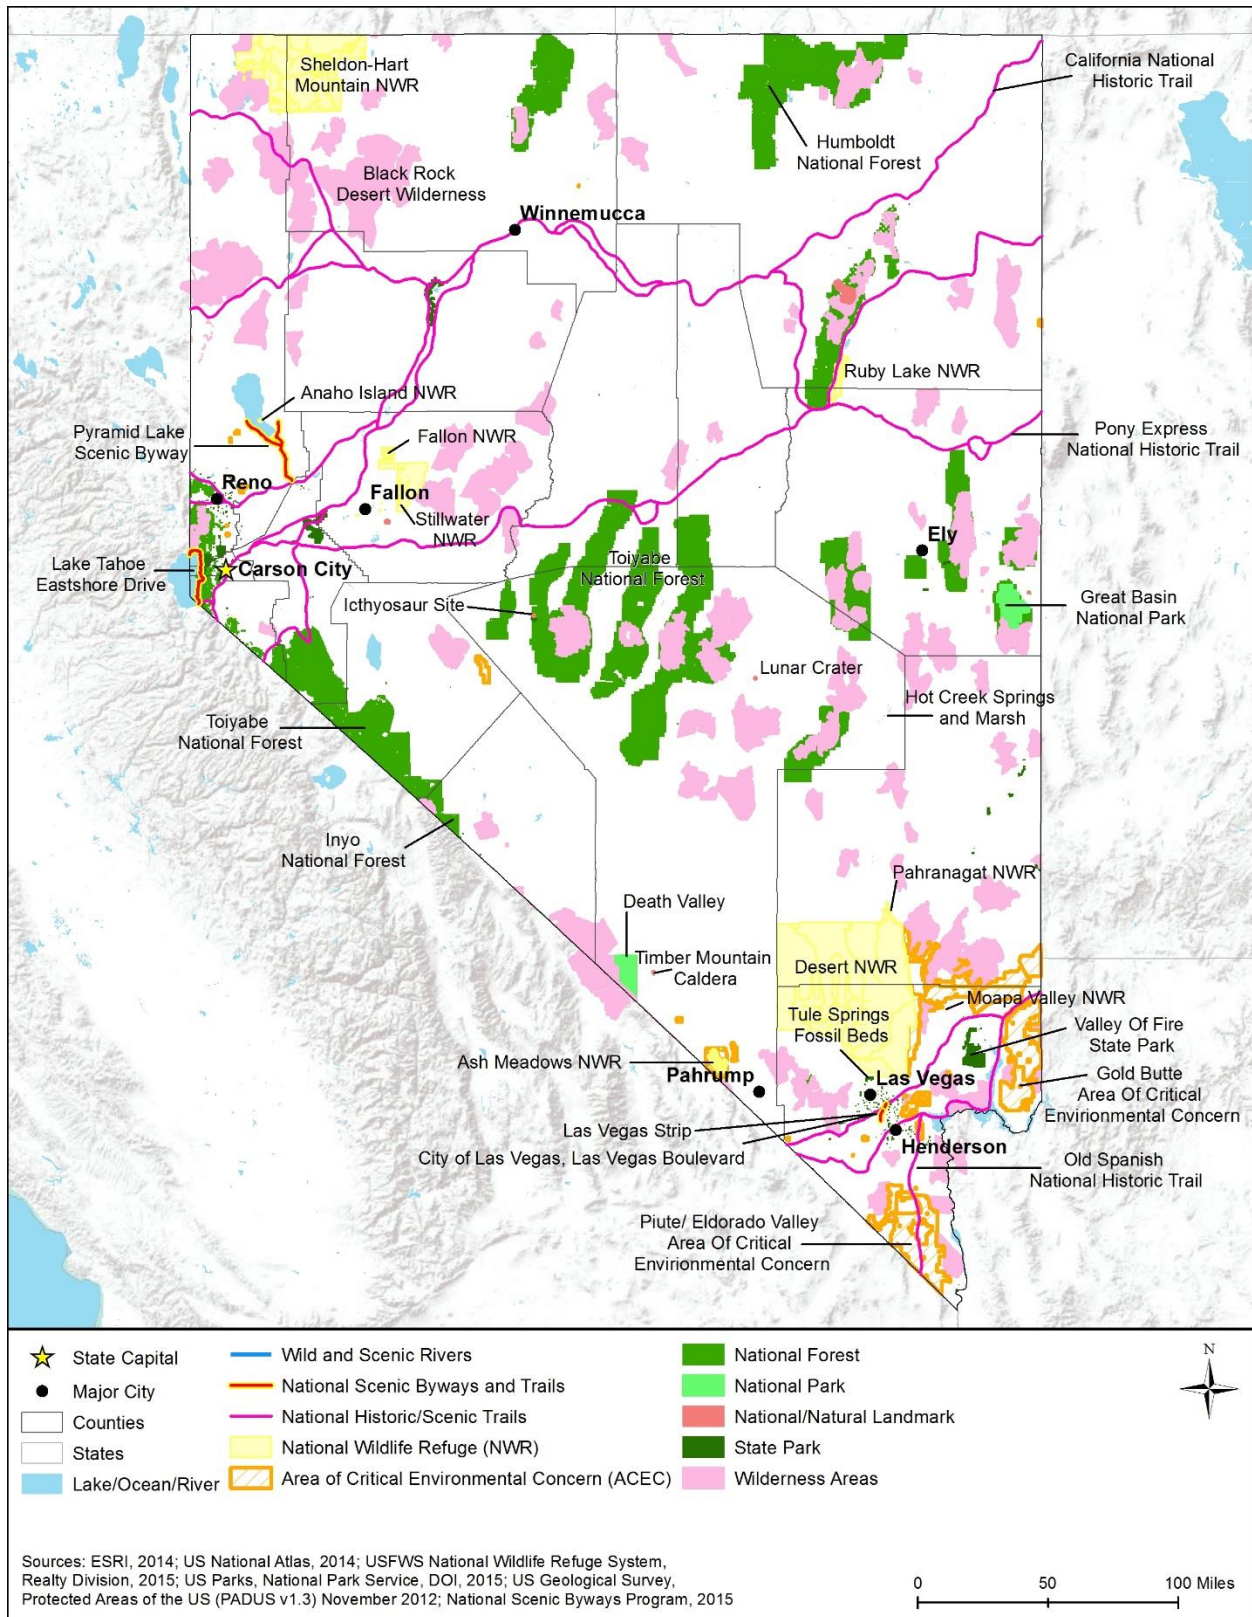 Sheldon-Hart
Mountain NWR
California National
Historic Trail
Humboldt
National Forest
Black Rock
Desert Wilderness
Winnemucca
Ruby Lake NWR
Anaho Island NWR
Pyramid Lake
Scenic Byway
Fallon NWR
Pony Express
National Historic Trail
Reno
Fallon
Stillwater
NWR
Ely
Lake Tahoe
Eastshore Drive
Carson City
Toiyabe
National Forest
Icthyosaur Site
Great Basin
National Park
Lunar Crater
Hot Creek Springs
and Marsh
Toiyabe
National Forest
Inyo
National Forest
Pahranagat NWR
Death Valley
Timber Mountain
Caldera
Desert NWR
Moapa Valley NWR
Tule Springs
Fossil Beds
Valley Of Fire
State Park
Ash Meadows NWR
Pahrump
Las Vegas
Gold Butte
Area Of Critical
Envirionmental Concern
Las Vegas Strip
City of Las Vegas, Las Vegas Boulevard
Henderson
Old Spanish
National Historic Trail
Piute/ Eldorado Valley
Area Of Critical
Envirionmental Concern
State Capital
Major City
Counties
States
Lake/Ocean/River
Wild and Scenic Rivers
National Scenic Byways and Trails
National Historic/Scenic Trails
National Wildlife Refuge (NWR)
Area of Critical Environmental Concern (ACEC)
National Forest
National Park
National/Natural Landmark
State Park
Wilderness Areas
N
Sources: ESRI, 2014; US National Atlas, 2014; USFWS National Wildlife Refuge System,
Realty Division, 2015; US Parks, National Park Service, DOI, 2015; US Geological Survey,
Protected Areas of the US (PADUS v1.3) November 2012; National Scenic Byways Program, 2015
0 50 100 Miles